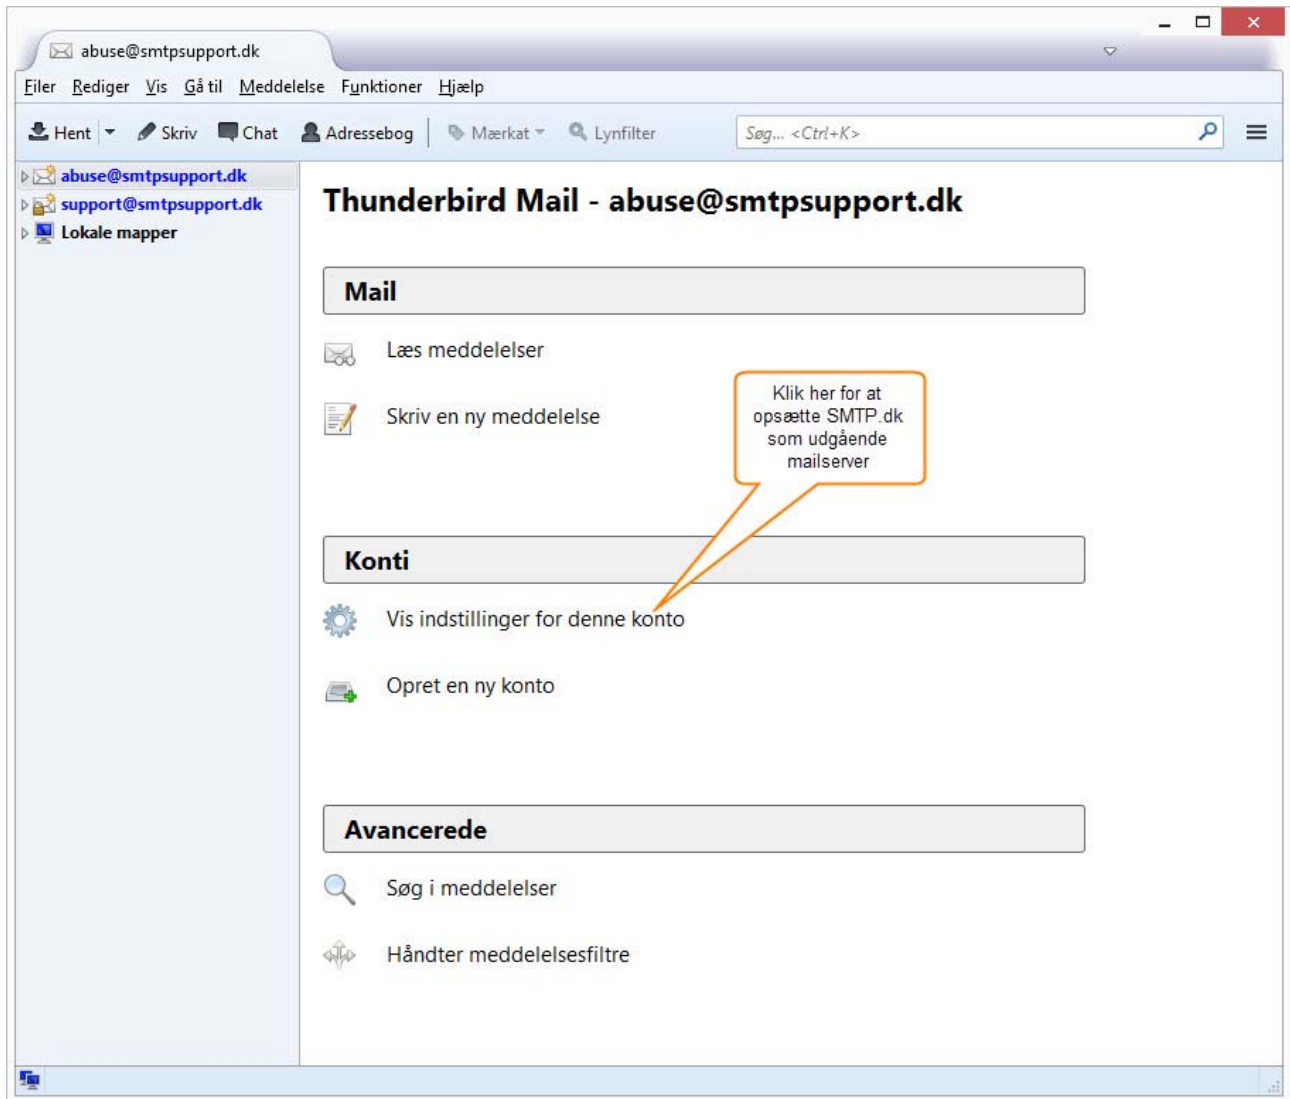 abuse@smtpsupport.dk
Filer Rediger Vis Gå til Meddelelse Funktioner Hjælp
Hent Skriv Chat Adressebog Mærkat Lynfilter Søg... <Ctrl+K>
abuse@smtpsupport.dk
support@smtpsupport.dk
Lokale mapper
Thunderbird Mail - abuse@smtpsupport.dk
Mail
Læs meddelelser
Skriv en ny meddelelse
Klik her for at
opsætte SMTP.dk
som udgående
mailserver
Konti
Vis indstillinger for denne konto
Opret en ny konto
Avancerede
Søg i meddelelser
Håndter meddelelsesfiltre